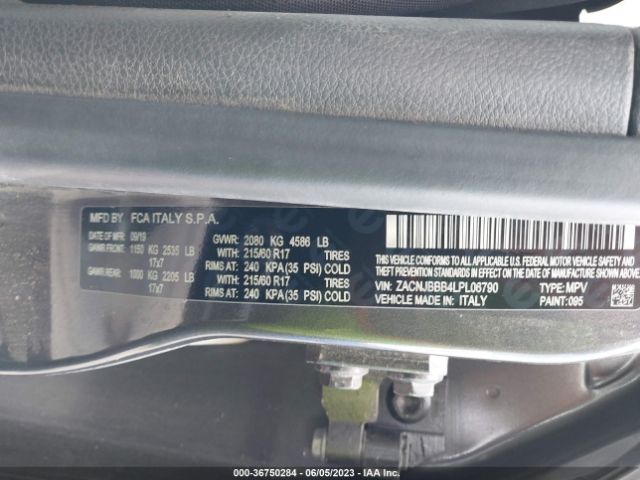 MFD BY FCA ITALY S.P.A.
DATE OF MFR: 09/19 GVWR: 2080 KG 4586 LB
GAWR FRONT: 1150 KG 2535 LB WITH: 215/60 R17 TIRES
17x7 RIMS AT: 240 KPA(35 PSI) COLD
GAWR REAR: 1000 KG 2205 LB WITH: 215/60 R17 TIRES
17x7 RIMS AT: 240 KPA(35 PSI) COLD
THIS VEHICLE CONFORMS TO ALL APPLICABLE U.S. FEDERAL MOTOR VEHICLE
SAFETY, BUMPER, AND THEFT PREVENTION STANDARDS IN EFFECT ON THE DATE
OF MANUFACTURE SHOWN ABOVE.
VIN: ZACNJBBB4LPL06790 TYPE: MPV
VEHICLE MADE IN: ITALY PAINT: 095
000-36750284 - 06/05/2023 - IAA Inc.